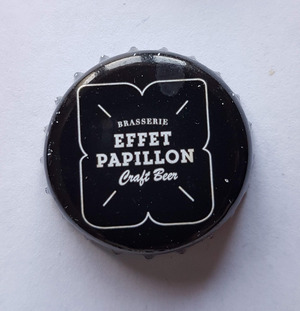 BRASSERIE
EFFET
PAPILLON
Craft Beer